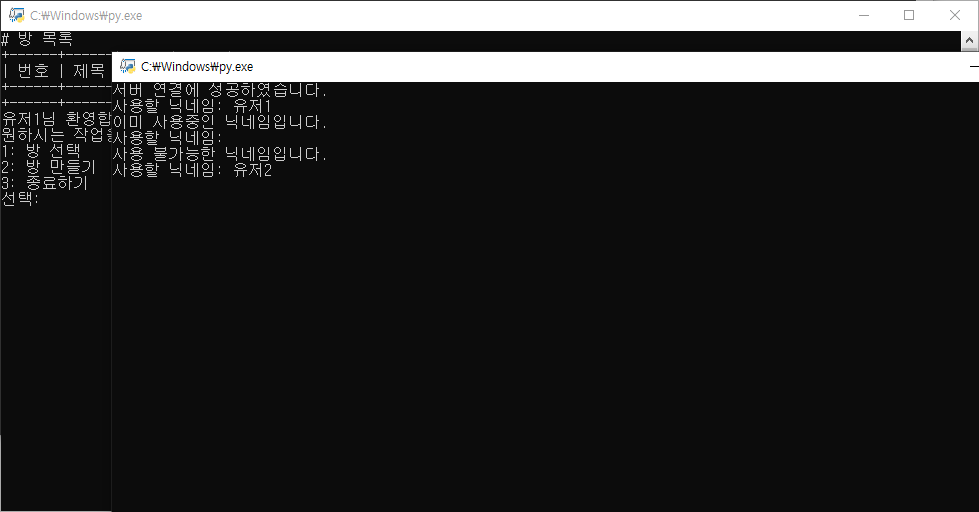 C:₩Windows₩py.exe
# 방 목록
+------+------
| 번호 | 제목
+------+------
+------+------
유저1님 환영합
원하시는 작업을
1: 방 선택
2: 방 만들기
3: 종료하기
선택:
C:₩Windows₩py.exe
서버 연결에 성공하였습니다.
사용할 닉네임: 유저1
이미 사용중인 닉네임입니다.
사용할 닉네임:
사용 불가능한 닉네임입니다.
사용할 닉네임: 유저2